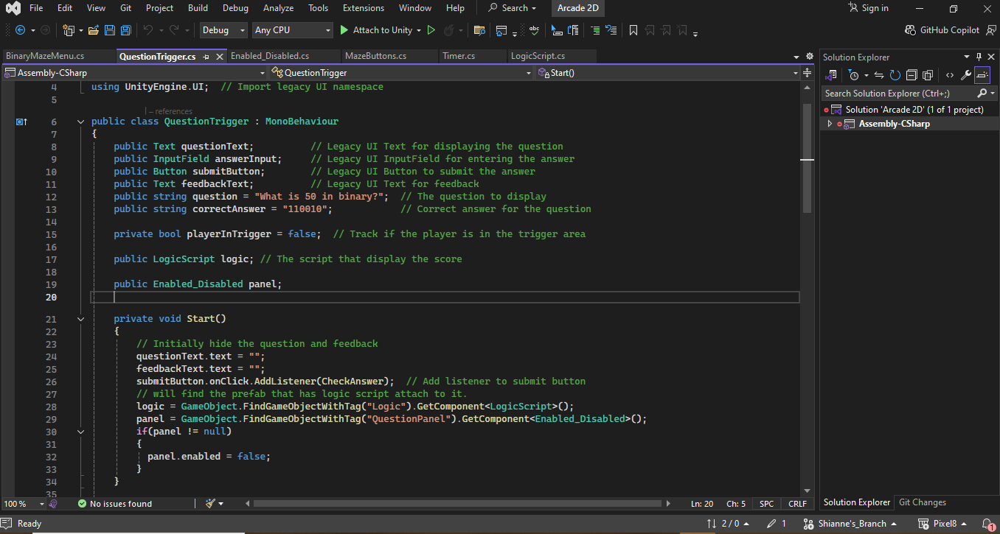 File Edit View Git Project Build Debug Analyze Tools Extensions Window Help Search Arcade 2D Sign in
Debug Any CPU Attach to Unity abc GitHub Copilot
BinaryMazeMenu.cs QuestionTrigger.cs Enabled_Disabled.cs MazeButtons.cs Timer.cs LogicScript.cs
Assembly-CSharp QuestionTrigger Start()
4 using UnityEngine.UI;  // Import legacy UI namespace
5
– references
6 public class QuestionTrigger : MonoBehaviour
7 {
8 public Text questionText;          // Legacy UI Text for displaying the question
9 public InputField answerInput;     // Legacy UI InputField for entering the answer
10 public Button submitButton;        // Legacy UI Button to submit the answer
11 public Text feedbackText;          // Legacy UI Text for feedback
12 public string question = "What is 50 in binary?";  // The question to display
13 public string correctAnswer = "110010";            // Correct answer for the question
14
15 private bool playerInTrigger = false;  // Track if the player is in the trigger area
16
17 public LogicScript logic; // The script that display the score
18
19 public Enabled_Disabled panel;
20
21 private void Start()
22 {
23 // Initially hide the question and feedback
24 questionText.text = "";
25 feedbackText.text = "";
26 submitButton.onClick.AddListener(CheckAnswer);  // Add listener to submit button
27 // will find the prefab that has logic script attach to it.
28 logic = GameObject.FindGameObjectWithTag("Logic").GetComponent<LogicScript>();
29 panel = GameObject.FindGameObjectWithTag("QuestionPanel").GetComponent<Enabled_Disabled>();
30 if(panel != null)
31 {
32 panel.enabled = false;
33 }
34 }
35
100 % No issues found Ln: 20 Ch: 5 SPC CRLF
Solution Explorer
Search Solution Explorer (Ctrl+;)
Solution 'Arcade 2D' (1 of 1 project)
Assembly-CSharp
Solution Explorer Git Changes
Ready 2 / 0 1 Shianne's_Branch Pixel8 1